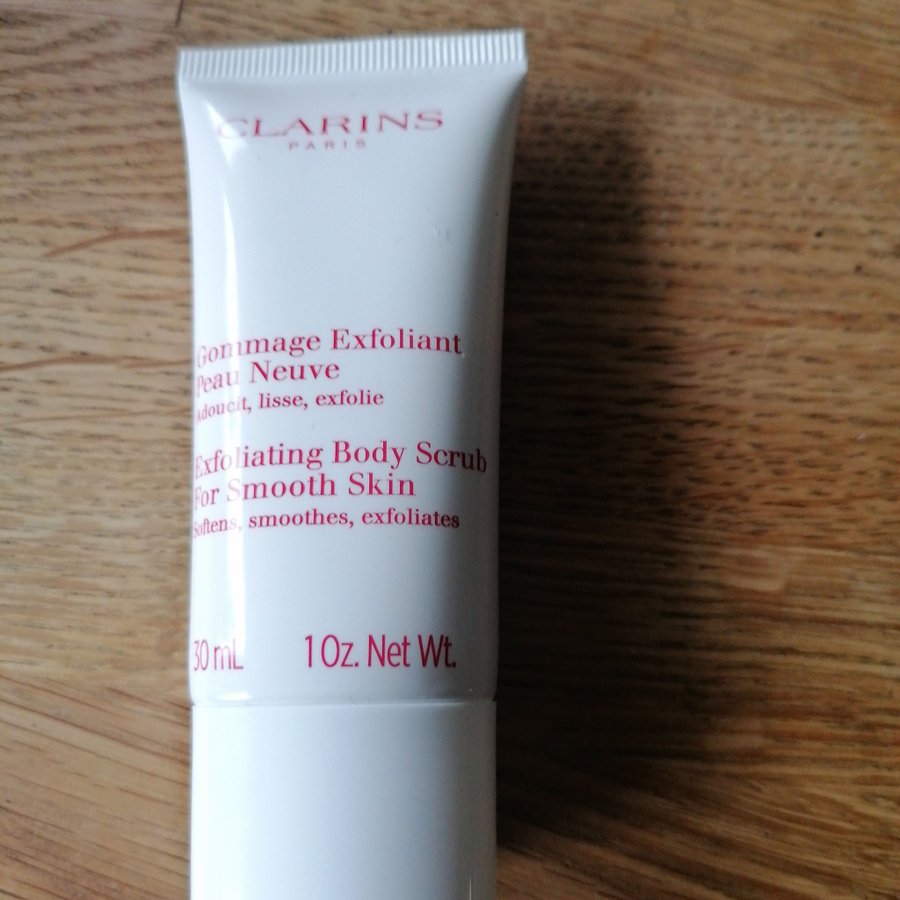 CLARINS
PARIS
Gommage Exfoliant
Peau Neuve
Adoucit, lisse, exfolie
Exfoliating Body Scrub
For Smooth Skin
Softens, smoothes, exfoliates
30 mL 1 Oz. Net Wt.